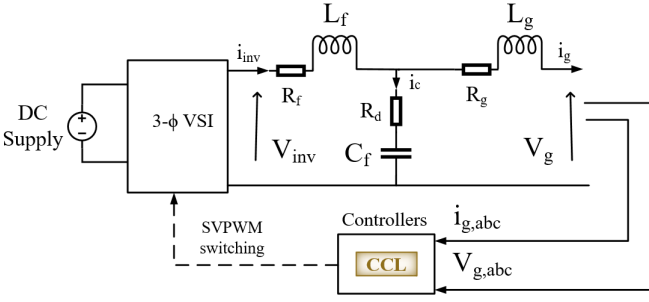 L_f
L_g
i_inv
i_g
R_f
i_c
R_g
DC
Supply
3-ϕ VSI
R_d
V_inv
C_f
V_g
SVPWM
switching
Controllers
i_g,abc
CCL
V_g,abc